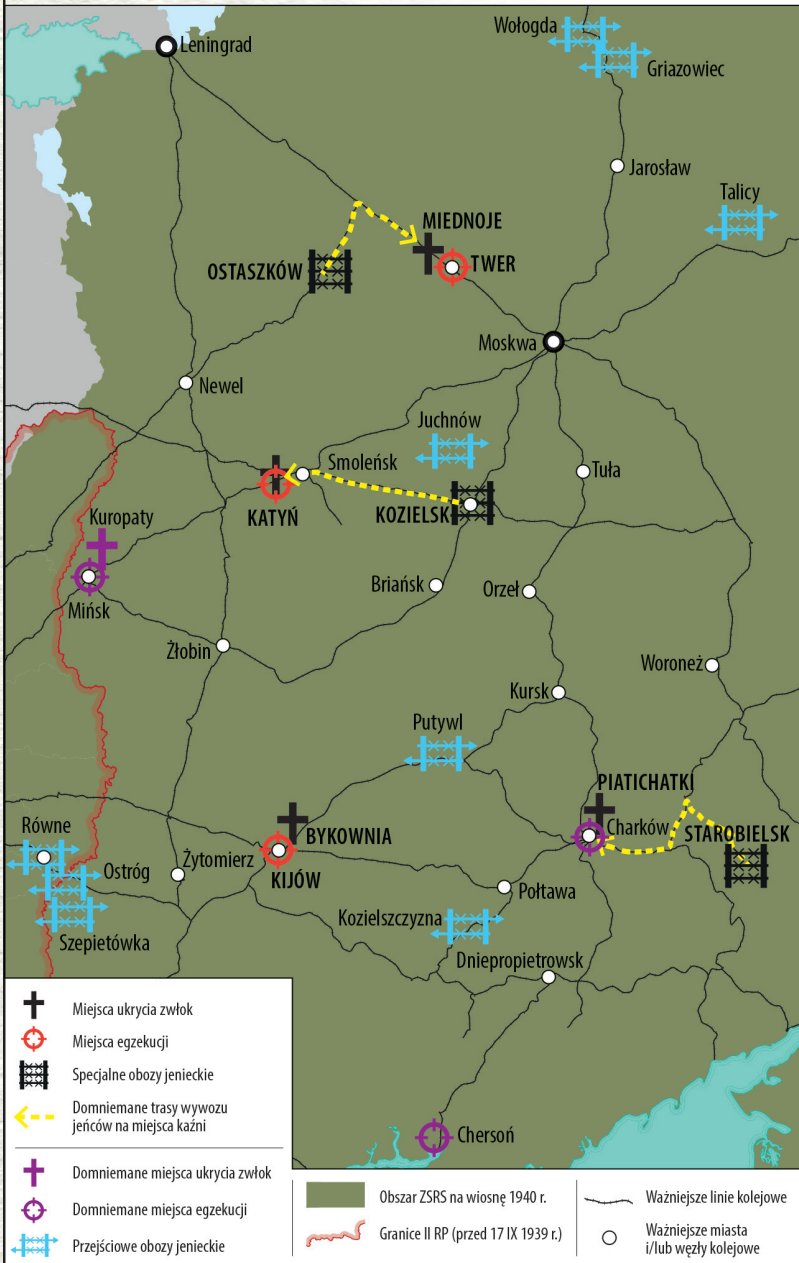 Wołogda
Leningrad
Griazowiec
Jarosław
Talicy
MIEDNOJE
OSTASZKÓW
TWER
Moskwa
Newel
Juchnów
Smoleńsk
Tuła
KATYŃ
KOZIELSK
Kuropaty
Briańsk
Orzeł
Mińsk
Żłobin
Woroneż
Kursk
Putywl
PIATICHATKI
Równe
BYKOWNIA
Charków
STAROBIELSK
Ostróg
Żytomierz
KIJÓW
Połtawa
Kozielszczyzna
Szepietówka
Dniepropietrowsk
Chersoń
Miejsca ukrycia zwłok
Miejsca egzekucji
Specjalne obozy jenieckie
Domniemane trasy wywozu
jeńców na miejsca kaźni
Domniemane miejsca ukrycia zwłok
Domniemane miejsca egzekucji
Przejściowe obozy jenieckie
Obszar ZSRS na wiosnę 1940 r.
Granice II RP (przed 17 IX 1939 r.)
Ważniejsze linie kolejowe
Ważniejsze miasta
i/lub węzły kolejowe